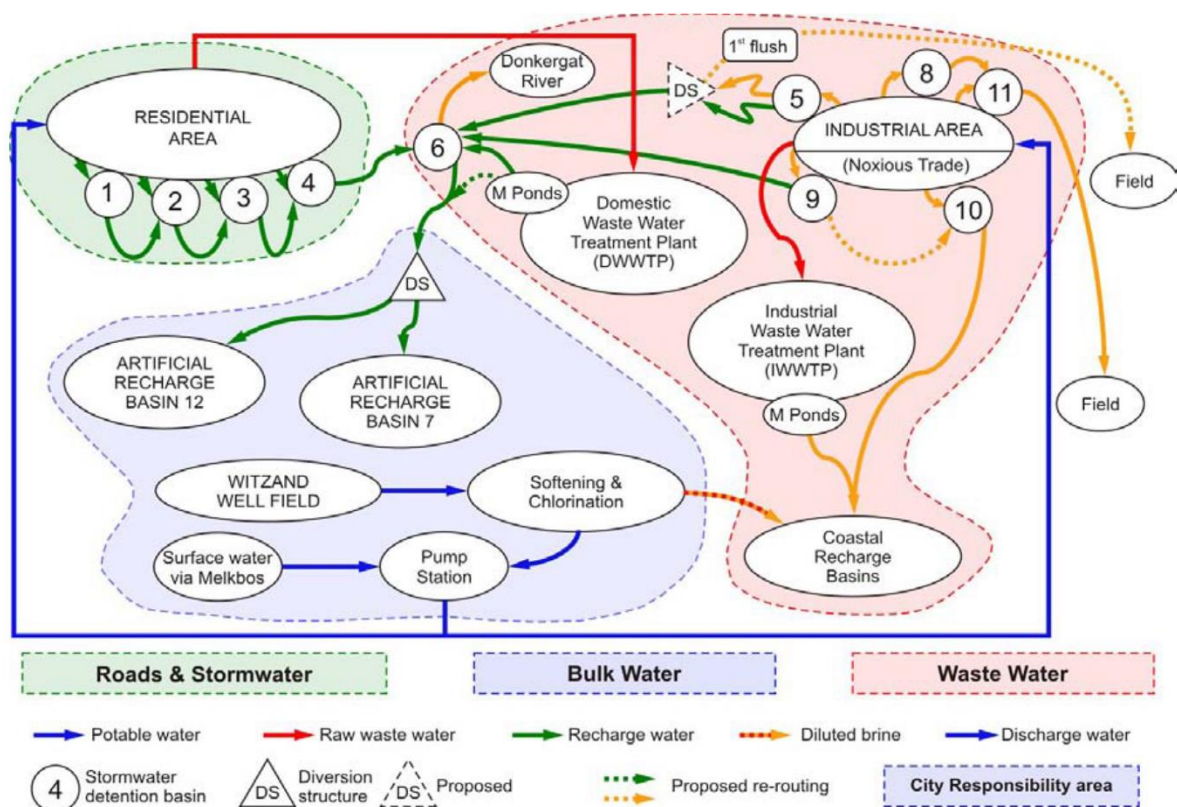 1st flush
Donkergat
River
DS
5
8
11
RESIDENTIAL
AREA
INDUSTRIAL AREA
(Noxious Trade)
6
1
2
3
4
M Ponds
9
10
Field
Domestic
Waste Water
Treatment Plant
(DWWTP)
DS
Industrial
Waste Water
Treatment Plant
(IWWTP)
M Ponds
ARTIFICIAL
RECHARGE
BASIN 12
ARTIFICIAL
RECHARGE
BASIN 7
Field
WITZAND
WELL FIELD
Softening &
Chlorination
Surface water
via Melkbos
Pump
Station
Coastal
Recharge
Basins
Roads & Stormwater
Bulk Water
Waste Water
Potable water
Raw waste water
Recharge water
Diluted brine
Discharge water
4
Stormwater
detention basin
DS
Diversion
structure
DS
Proposed
Proposed re-routing
City Responsibility area